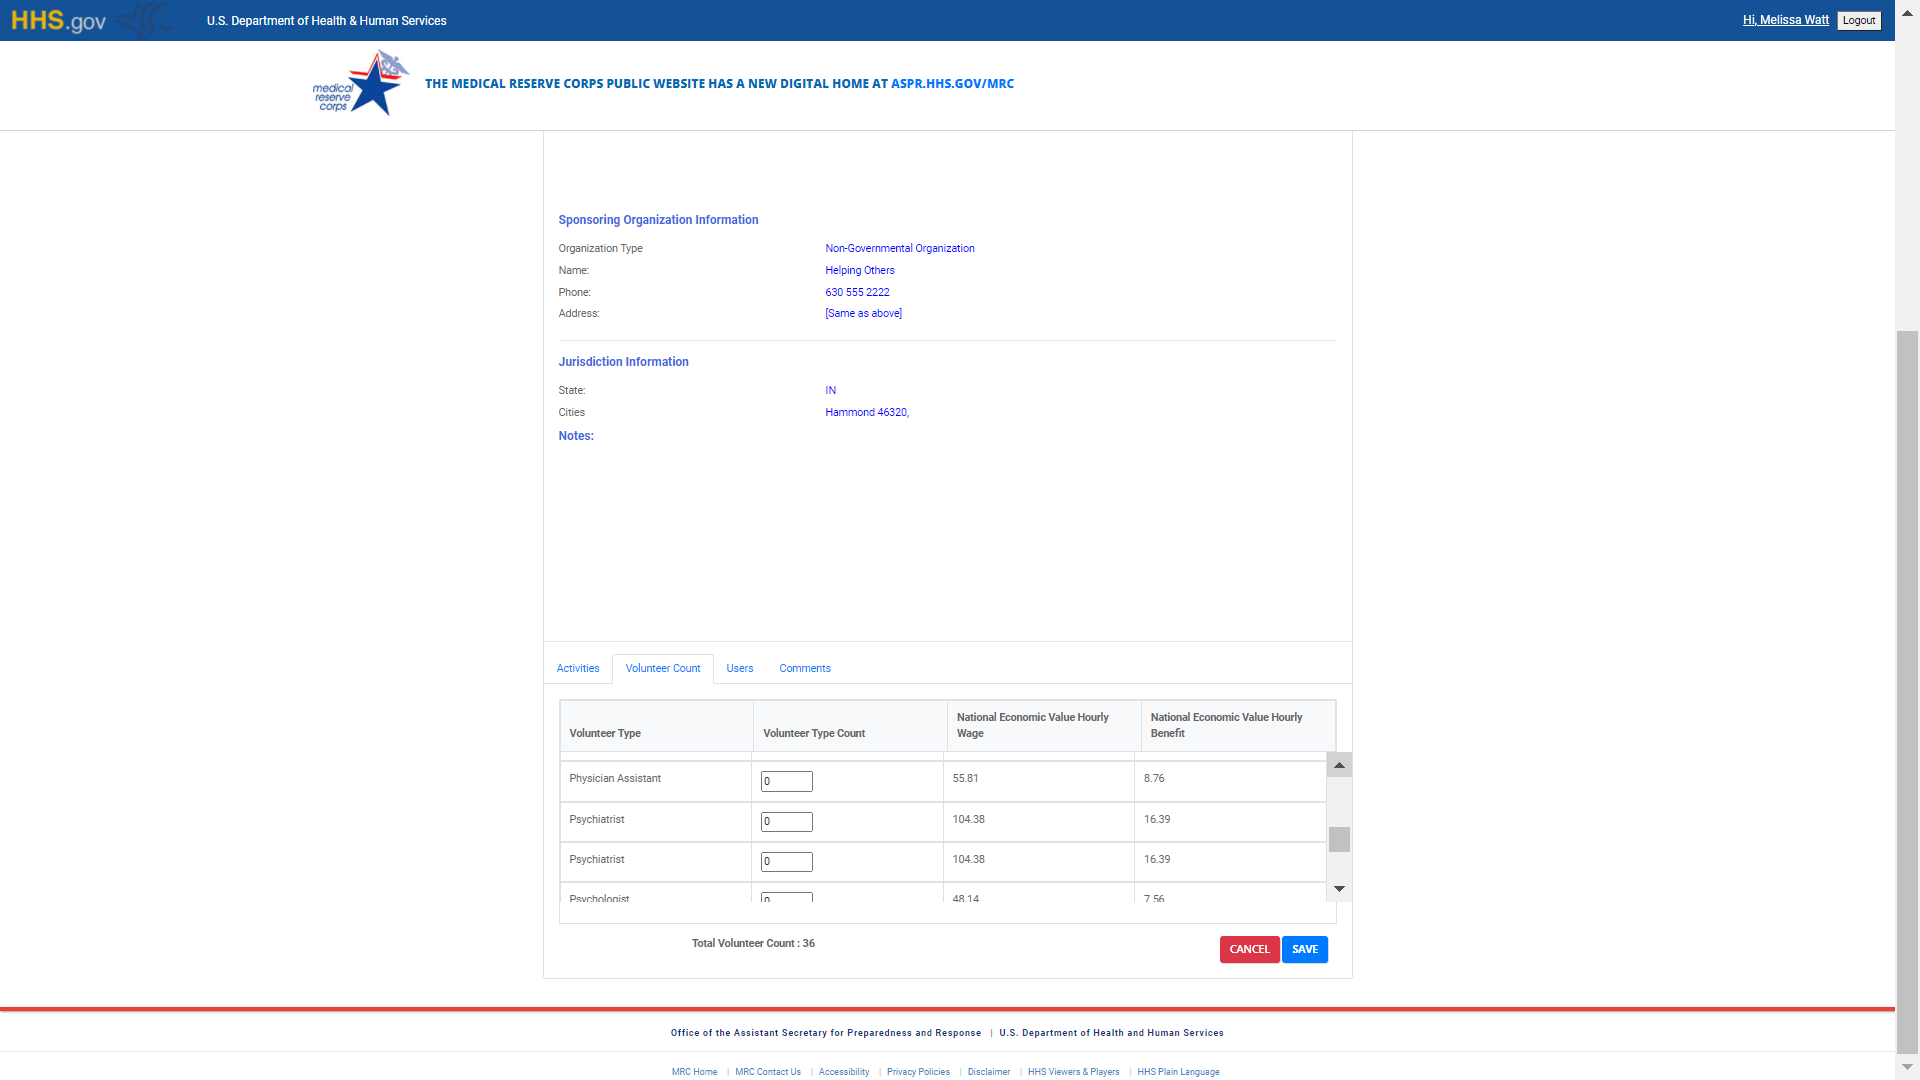 HHS.gov
U.S. Department of Health & Human Services
Hi, Melissa Watt
Logout
medical
reserve
corps
THE MEDICAL RESERVE CORPS PUBLIC WEBSITE HAS A NEW DIGITAL HOME AT ASPR.HHS.GOV/MRC
Sponsoring Organization Information
Organization Type Non-Governmental Organization
Name: Helping Others
Phone: 630 555 2222
Address: [Same as above]
Jurisdiction Information
State: IN
Cities Hammond 46320,
Notes:
Activities Volunteer Count Users Comments
Volunteer Type Volunteer Type Count National Economic Value Hourly Wage National Economic Value Hourly Benefit
Physician Assistant 0 55.81 8.76
Psychiatrist 0 104.38 16.39
Psychiatrist 0 104.38 16.39
Psychologist 0 48.14 7.56
Total Volunteer Count : 36
CANCEL SAVE
Office of the Assistant Secretary for Preparedness and Response | U.S. Department of Health and Human Services
MRC Home | MRC Contact Us | Accessibility | Privacy Policies | Disclaimer | HHS Viewers & Players | HHS Plain Language